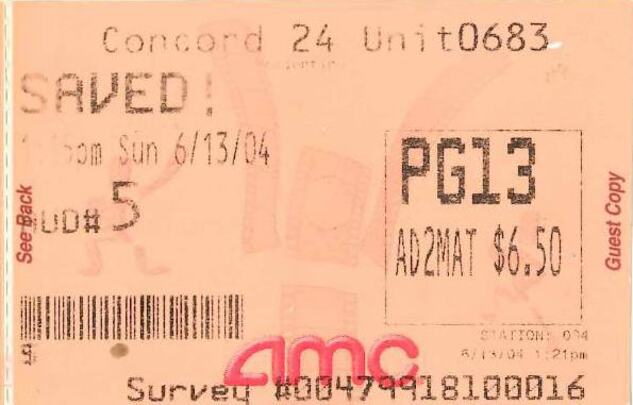 Concord 24 Unit0683
SAVED!
Sun 6/13/04
AUD# 5
PG13
AD2MAT $6.50
See Back
Guest Copy
STATION: 004
6/13/04 1:21pm
amc
Survey #004799181000016